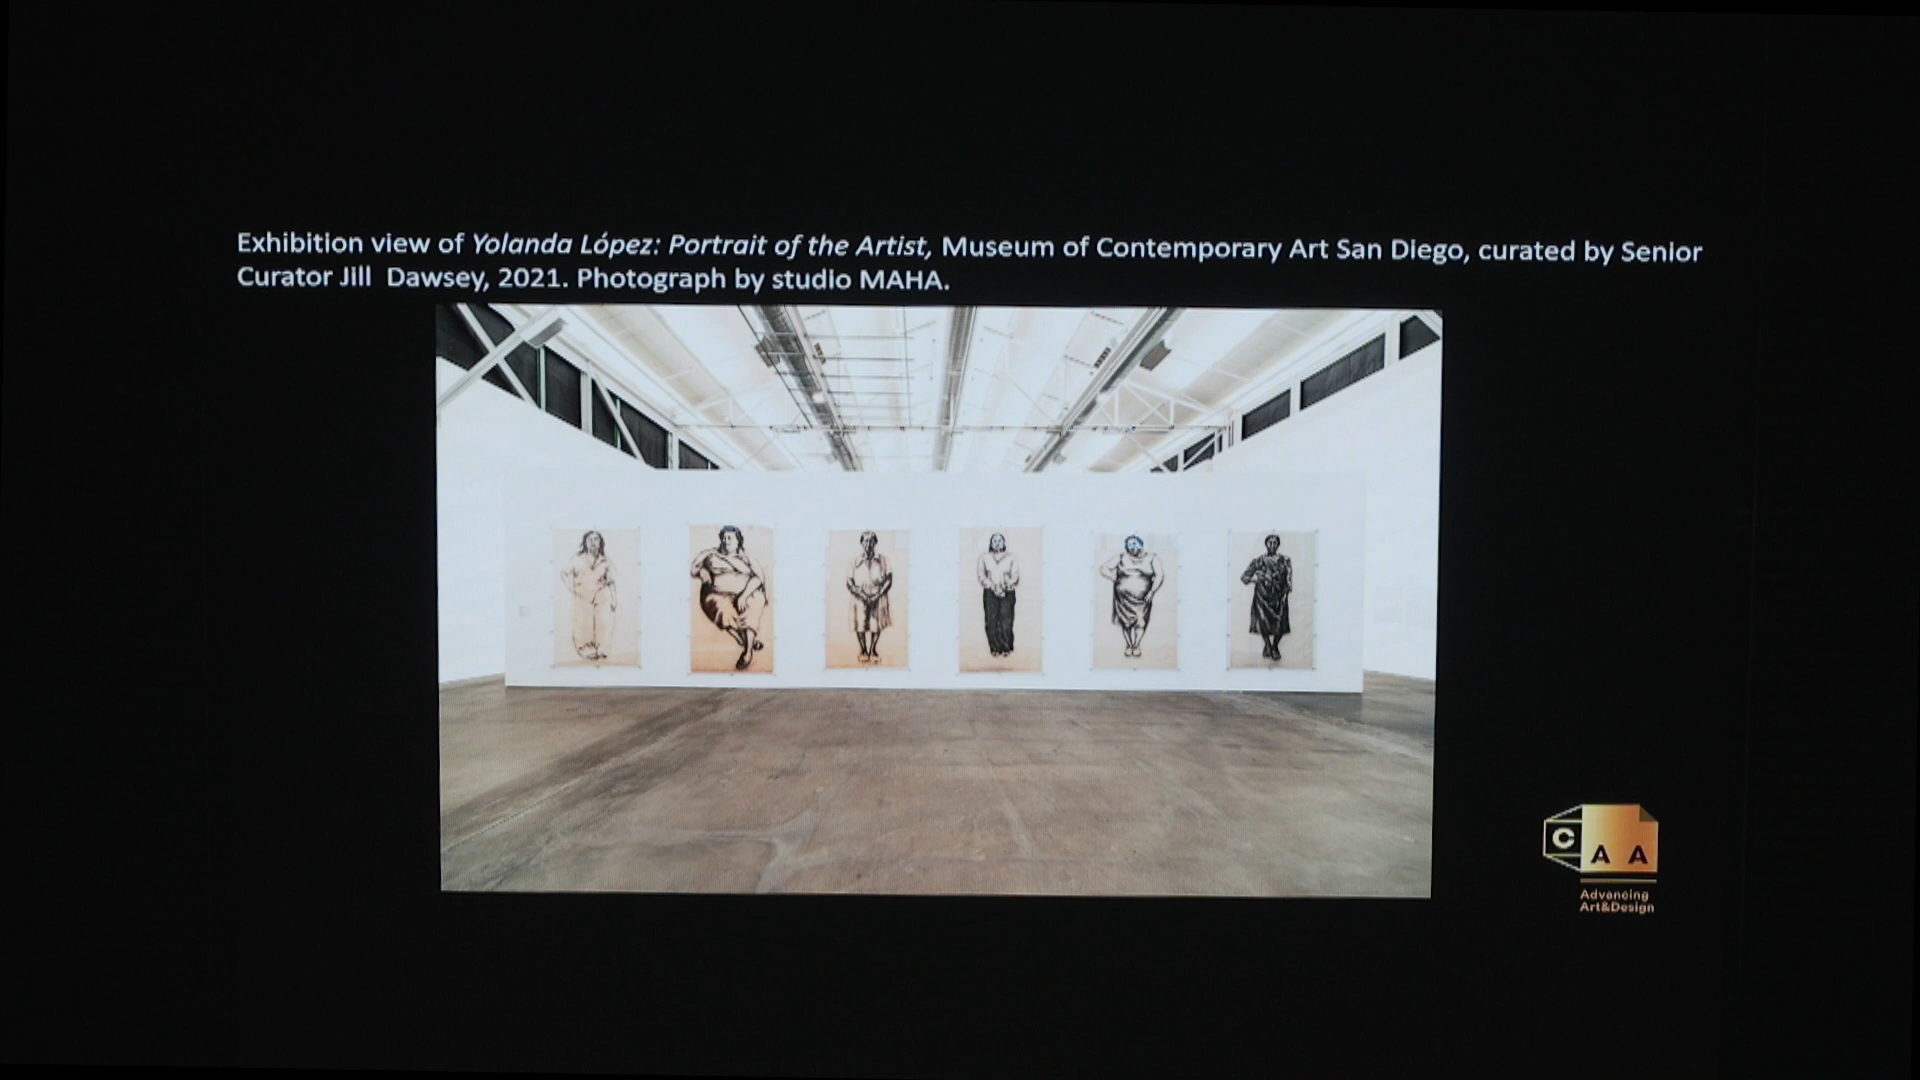 Exhibition view of Yolanda López: Portrait of the Artist, Museum of Contemporary Art San Diego, curated by Senior
Curator Jill  Dawsey, 2021. Photograph by studio MAHA.
C A A
Advancing
Art&Design